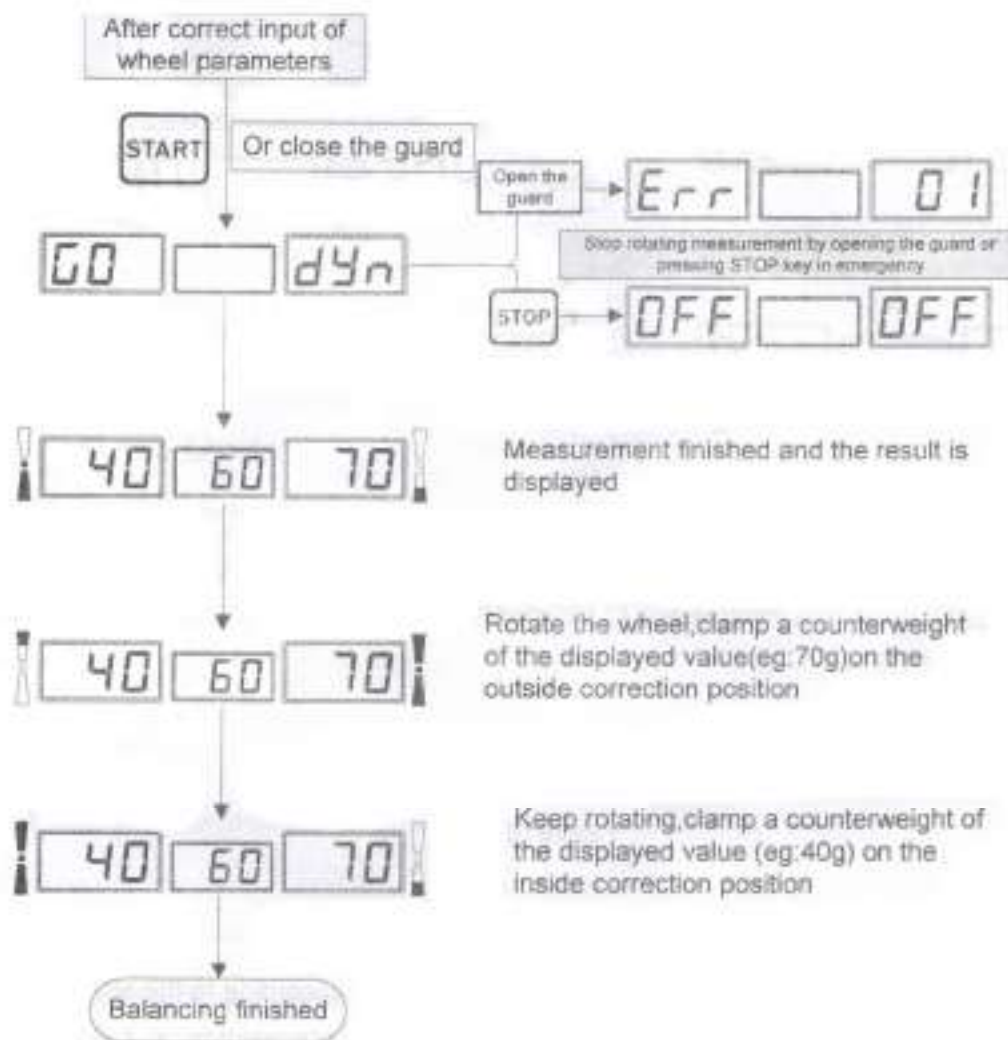 After correct input of
wheel parameters
START
Or close the guard
Open the
guard
Err
01
GO
dYn
Stop rotating measurement by opening the guard or
pressing STOP key in emergency
STOP
OFF
OFF
40
60
70
Measurement finished and the result is
displayed
40
60
70
Rotate the wheel,clamp a counterweight
of the displayed value(eg:70g)on the
outside correction position
40
60
70
Keep rotating,clamp a counterweight of
the displayed value (eg:40g) on the
inside correction position
Balancing finished